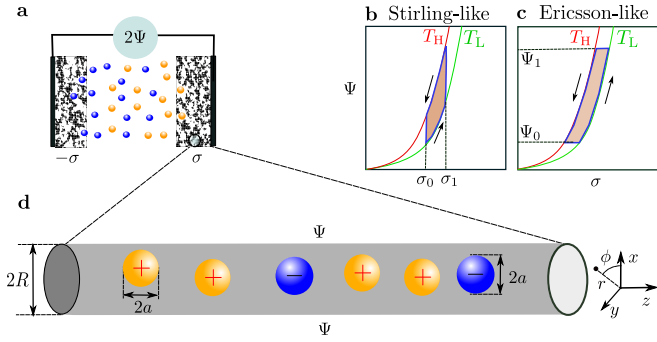 a
2Ψ
−σ
σ
b
Stirling-like
T_H
T_L
Ψ
σ_0
σ_1
c
Ericsson-like
T_H
T_L
Ψ_1
Ψ_0
σ
d
Ψ
2R
+
+
−
+
+
−
2a
2a
Ψ
ϕ
x
r
z
y